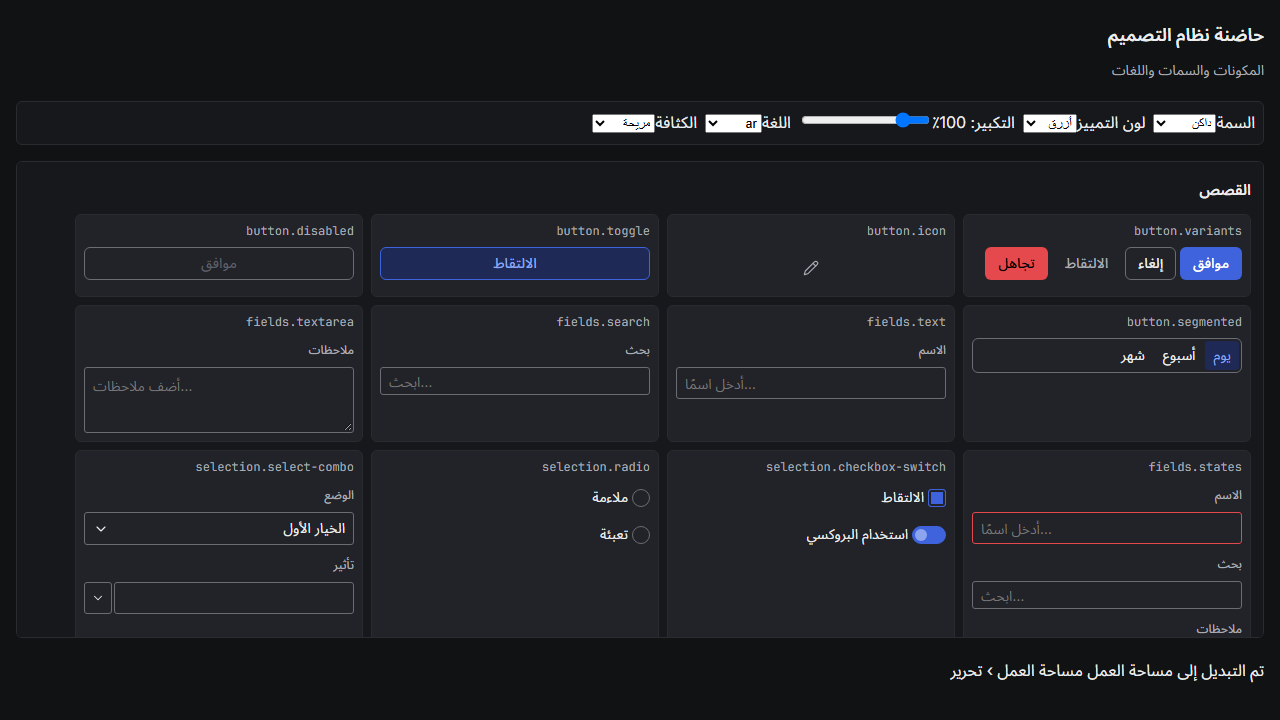 حاضنة نظام التصميم
المكونات والسمات واللغات
السمة داكن لون التمييز أزرق التكبير: 100٪ اللغة ar الكثافة مريحة
القصص
button.variants
موافق إلغاء الالتقاط تجاهل
button.icon
button.toggle
الالتقاط
button.disabled
موافق
button.segmented
يوم أسبوع شهر
fields.text
الاسم
أدخل اسمًا...
fields.search
بحث
ابحث...
fields.textarea
ملاحظات
أضف ملاحظات...
fields.states
الاسم
أدخل اسمًا...
بحث
ابحث...
ملاحظات
selection.checkbox-switch
الالتقاط
استخدام البروكسي
selection.radio
ملاءمة
تعبئة
selection.select-combo
الوضع
الخيار الأول
تأثير
تم التبديل إلى مساحة العمل مساحة العمل › تحرير